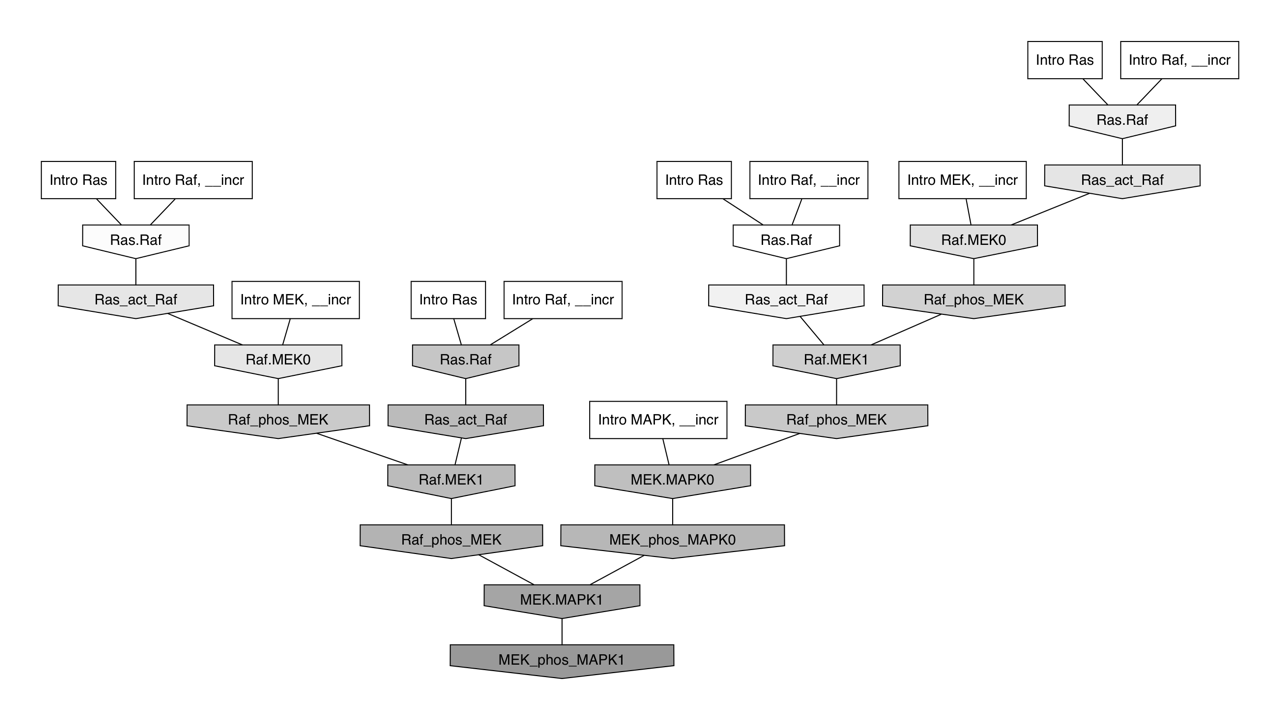 Intro Ras
Intro Raf, __incr
Ras.Raf
Intro Ras
Intro Raf, __incr
Intro Ras
Intro Raf, __incr
Intro MEK, __incr
Ras_act_Raf
Ras.Raf
Ras.Raf
Raf.MEK0
Ras_act_Raf
Intro MEK, __incr
Intro Ras
Intro Raf, __incr
Ras_act_Raf
Raf_phos_MEK
Raf.MEK0
Ras.Raf
Raf.MEK1
Raf_phos_MEK
Ras_act_Raf
Intro MAPK, __incr
Raf_phos_MEK
Raf.MEK1
MEK.MAPK0
Raf_phos_MEK
MEK_phos_MAPK0
MEK.MAPK1
MEK_phos_MAPK1